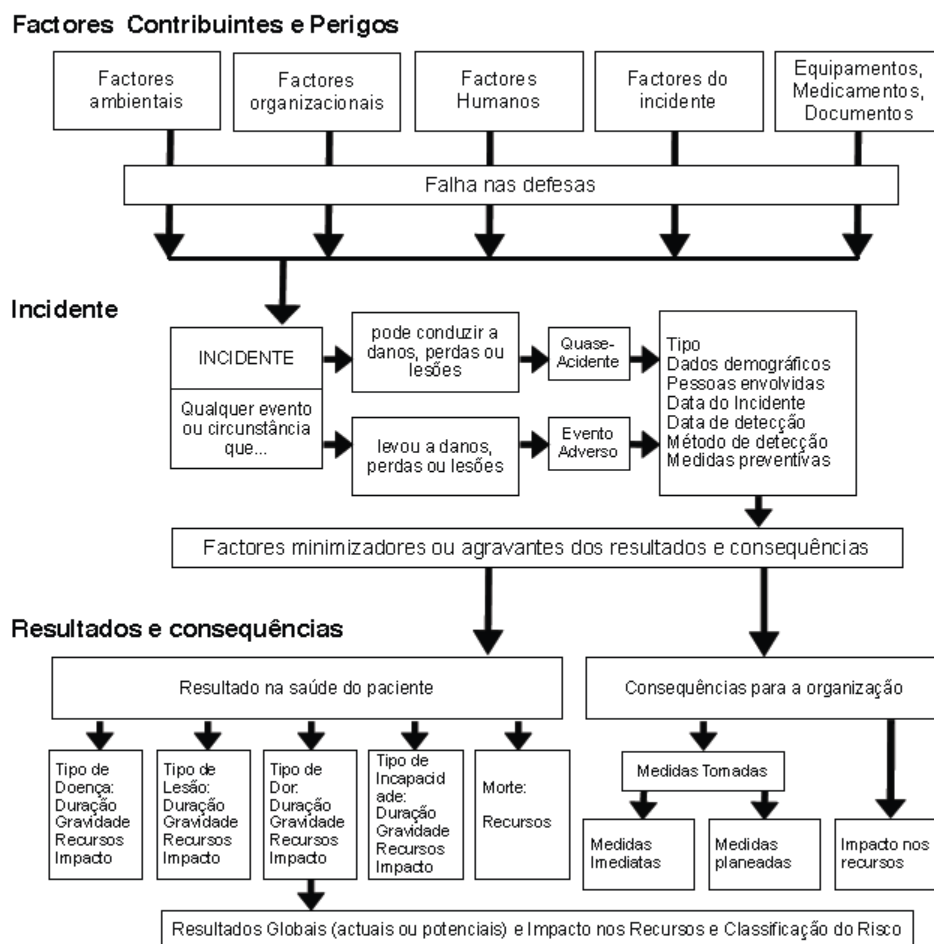 Factores Contribuintes e Perigos
Factores
ambientais
Factores
organizacionais
Factores
Humanos
Factores do
incidente
Equipamentos,
Medicamentos,
Documentos
Falha nas defesas
Incidente
INCIDENTE
Qualquer evento
ou circunstância
que...
pode conduzir a
danos, perdas ou
lesões
Quase-
Acidente
levou a danos,
perdas ou lesões
Evento
Adverso
Tipo
Dados demográficos
Pessoas envolvidas
Data do Incidente
Data de detecção
Método de detecção
Medidas preventivas
Factores minimizadores ou agravantes dos resultados e consequências
Resultados e consequências
Resultado na saúde do paciente
Consequências para a organização
Tipo de
Doença:
Duração
Gravidade
Recursos
Impacto
Tipo de
Lesão:
Duração
Gravidade
Recursos
Impacto
Tipo de
Dor:
Duração
Gravidade
Recursos
Impacto
Tipo de
Incapacid
ade:
Duração
Gravidade
Recursos
Impacto
Morte:
Recursos
Medidas Tomadas
Medidas
Imediatas
Medidas
planeadas
Impacto nos
recursos
Resultados Globais (actuais ou potenciais) e Impacto nos Recursos e Classificação do Risco